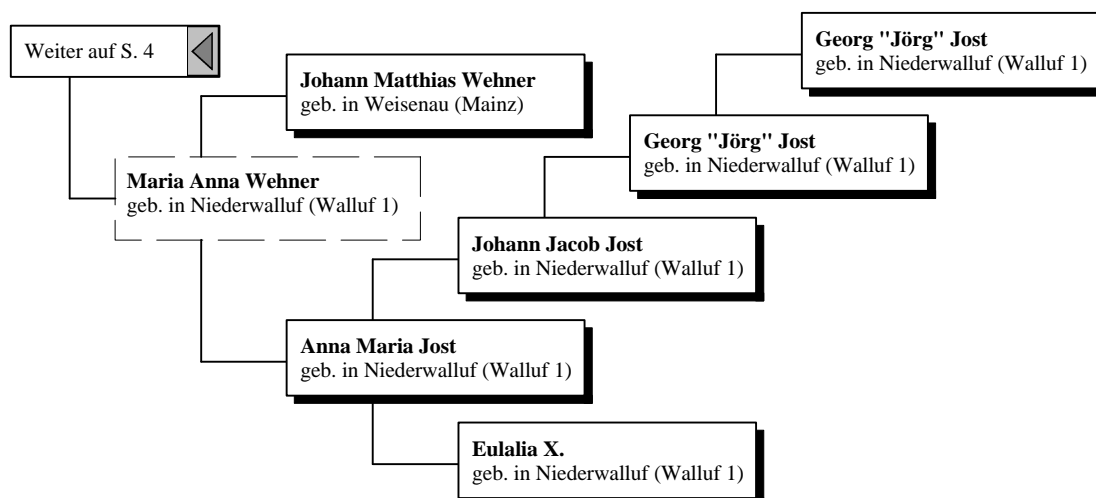 Weiter auf S. 4
Georg "Jörg" Jost
geb. in Niederwalluf (Walluf 1)
Johann Matthias Wehner
geb. in Weisenau (Mainz)
Georg "Jörg" Jost
geb. in Niederwalluf (Walluf 1)
Maria Anna Wehner
geb. in Niederwalluf (Walluf 1)
Johann Jacob Jost
geb. in Niederwalluf (Walluf 1)
Anna Maria Jost
geb. in Niederwalluf (Walluf 1)
Eulalia X.
geb. in Niederwalluf (Walluf 1)